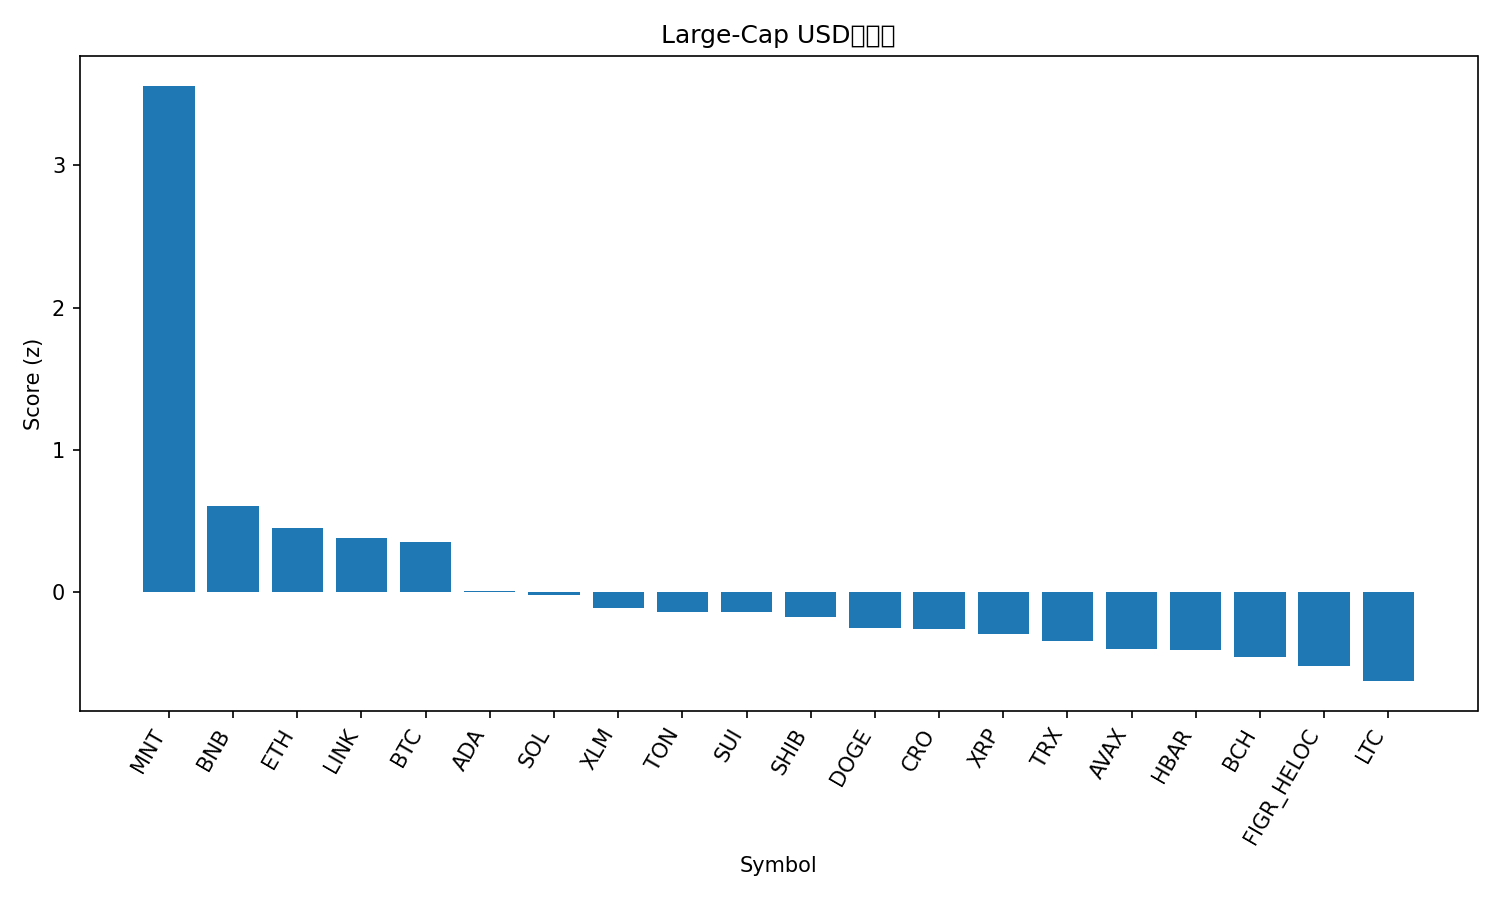 Large-Cap USD
Score (z)
3
2
1
0
MNT
BNB
ETH
LINK
BTC
ADA
SOL
XLM
TON
SUI
SHIB
DOGE
CRO
XRP
TRX
AVAX
HBAR
BCH
FIGR_HELOC
LTC
Symbol